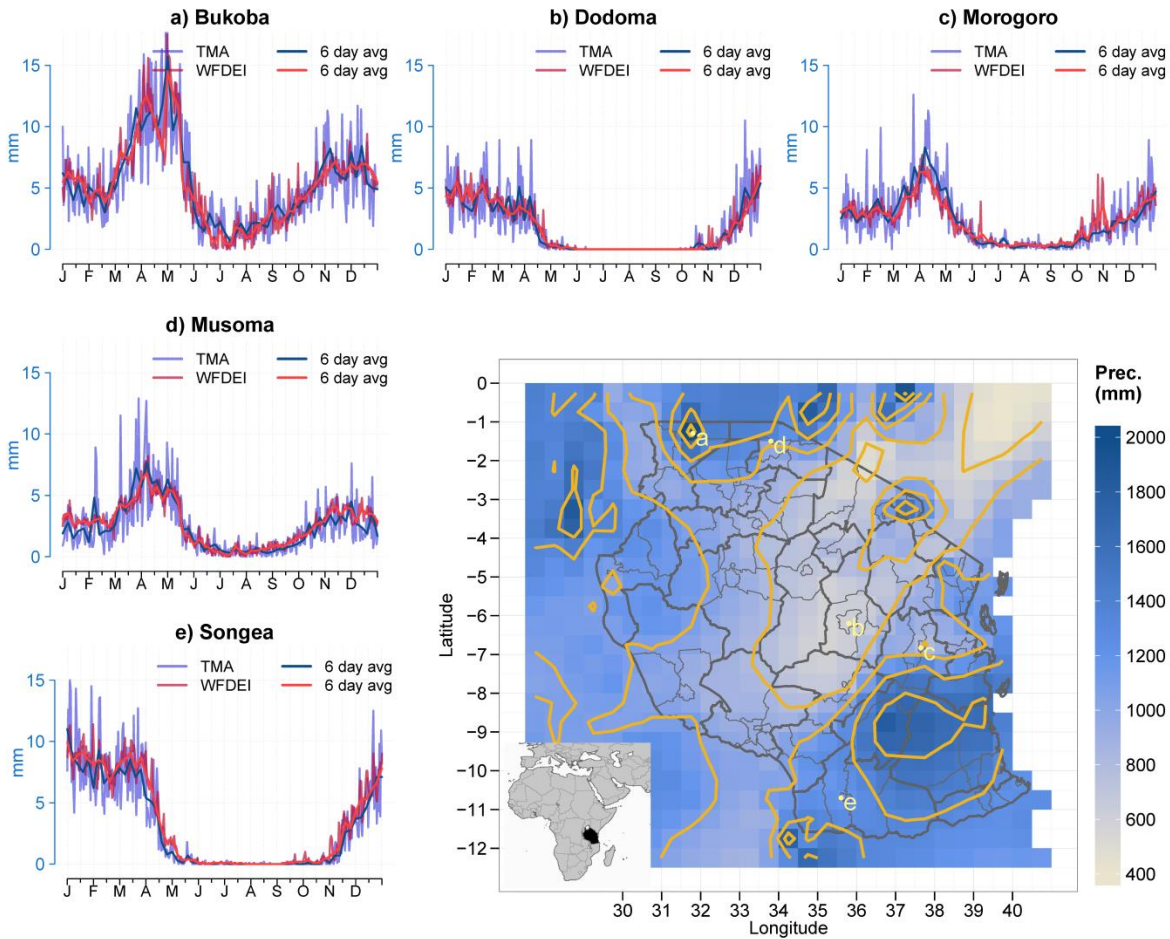 a) Bukoba
TMA 6 day avg
WFDEI 6 day avg
15
10
5
0
mm
J F M A M J J A S O N D
b) Dodoma
TMA 6 day avg
WFDEI 6 day avg
15
10
5
0
mm
J F M A M J J A S O N D
c) Morogoro
TMA 6 day avg
WFDEI 6 day avg
15
10
5
0
mm
J F M A M J J A S O N D
d) Musoma
TMA 6 day avg
WFDEI 6 day avg
15
10
5
0
mm
J F M A M J J A S O N D
e) Songea
TMA 6 day avg
WFDEI 6 day avg
15
10
5
0
mm
J F M A M J J A S O N D
0
−1
−2
−3
−4
−5
−6
−7
−8
−9
−10
−11
−12
Latitude
a
d
b
c
e
30 31 32 33 34 35 36 37 38 39 40
Longitude
Prec.
(mm)
2000
1800
1600
1400
1200
1000
800
600
400